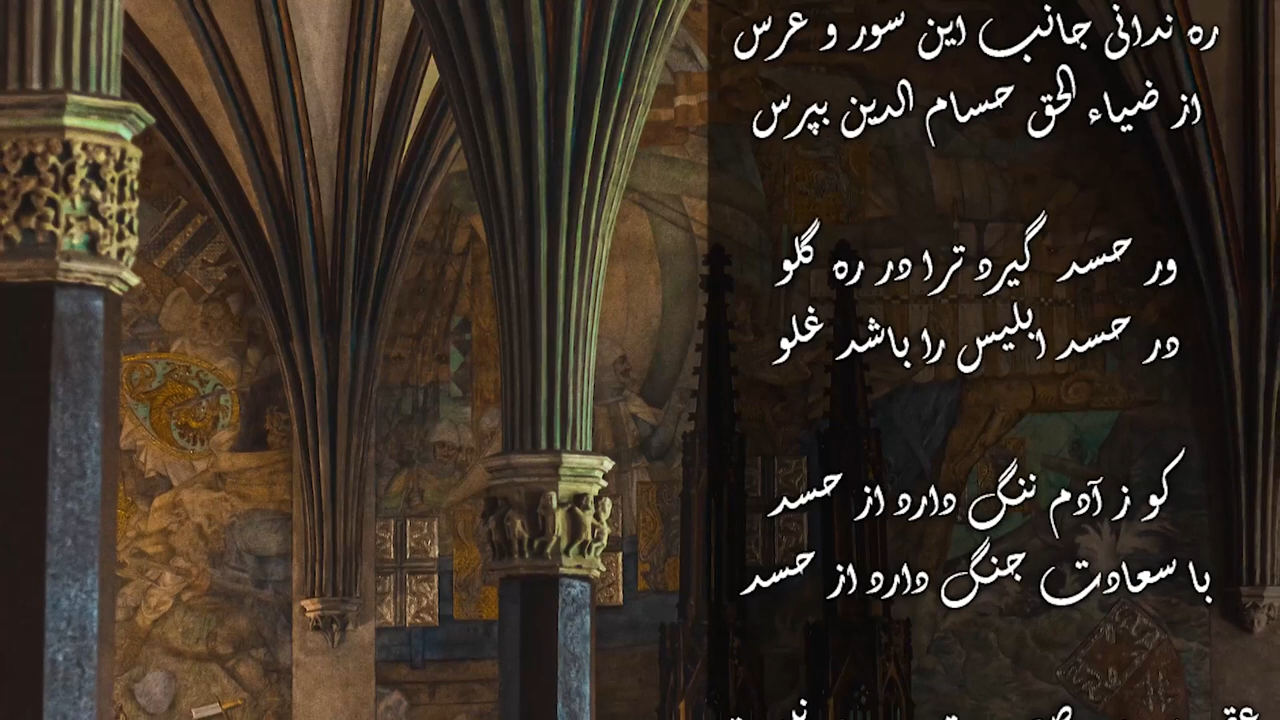 ره ندانی جانب این سور و عرس
از ضیاء الحق حسام الدین بپرس
ور حسد گیرد ترا در ره گلو
در حسد ابلیس را باشد غلو
کو ز آدم ننگ دارد از حسد
با سعادت جنگ دارد از حسد